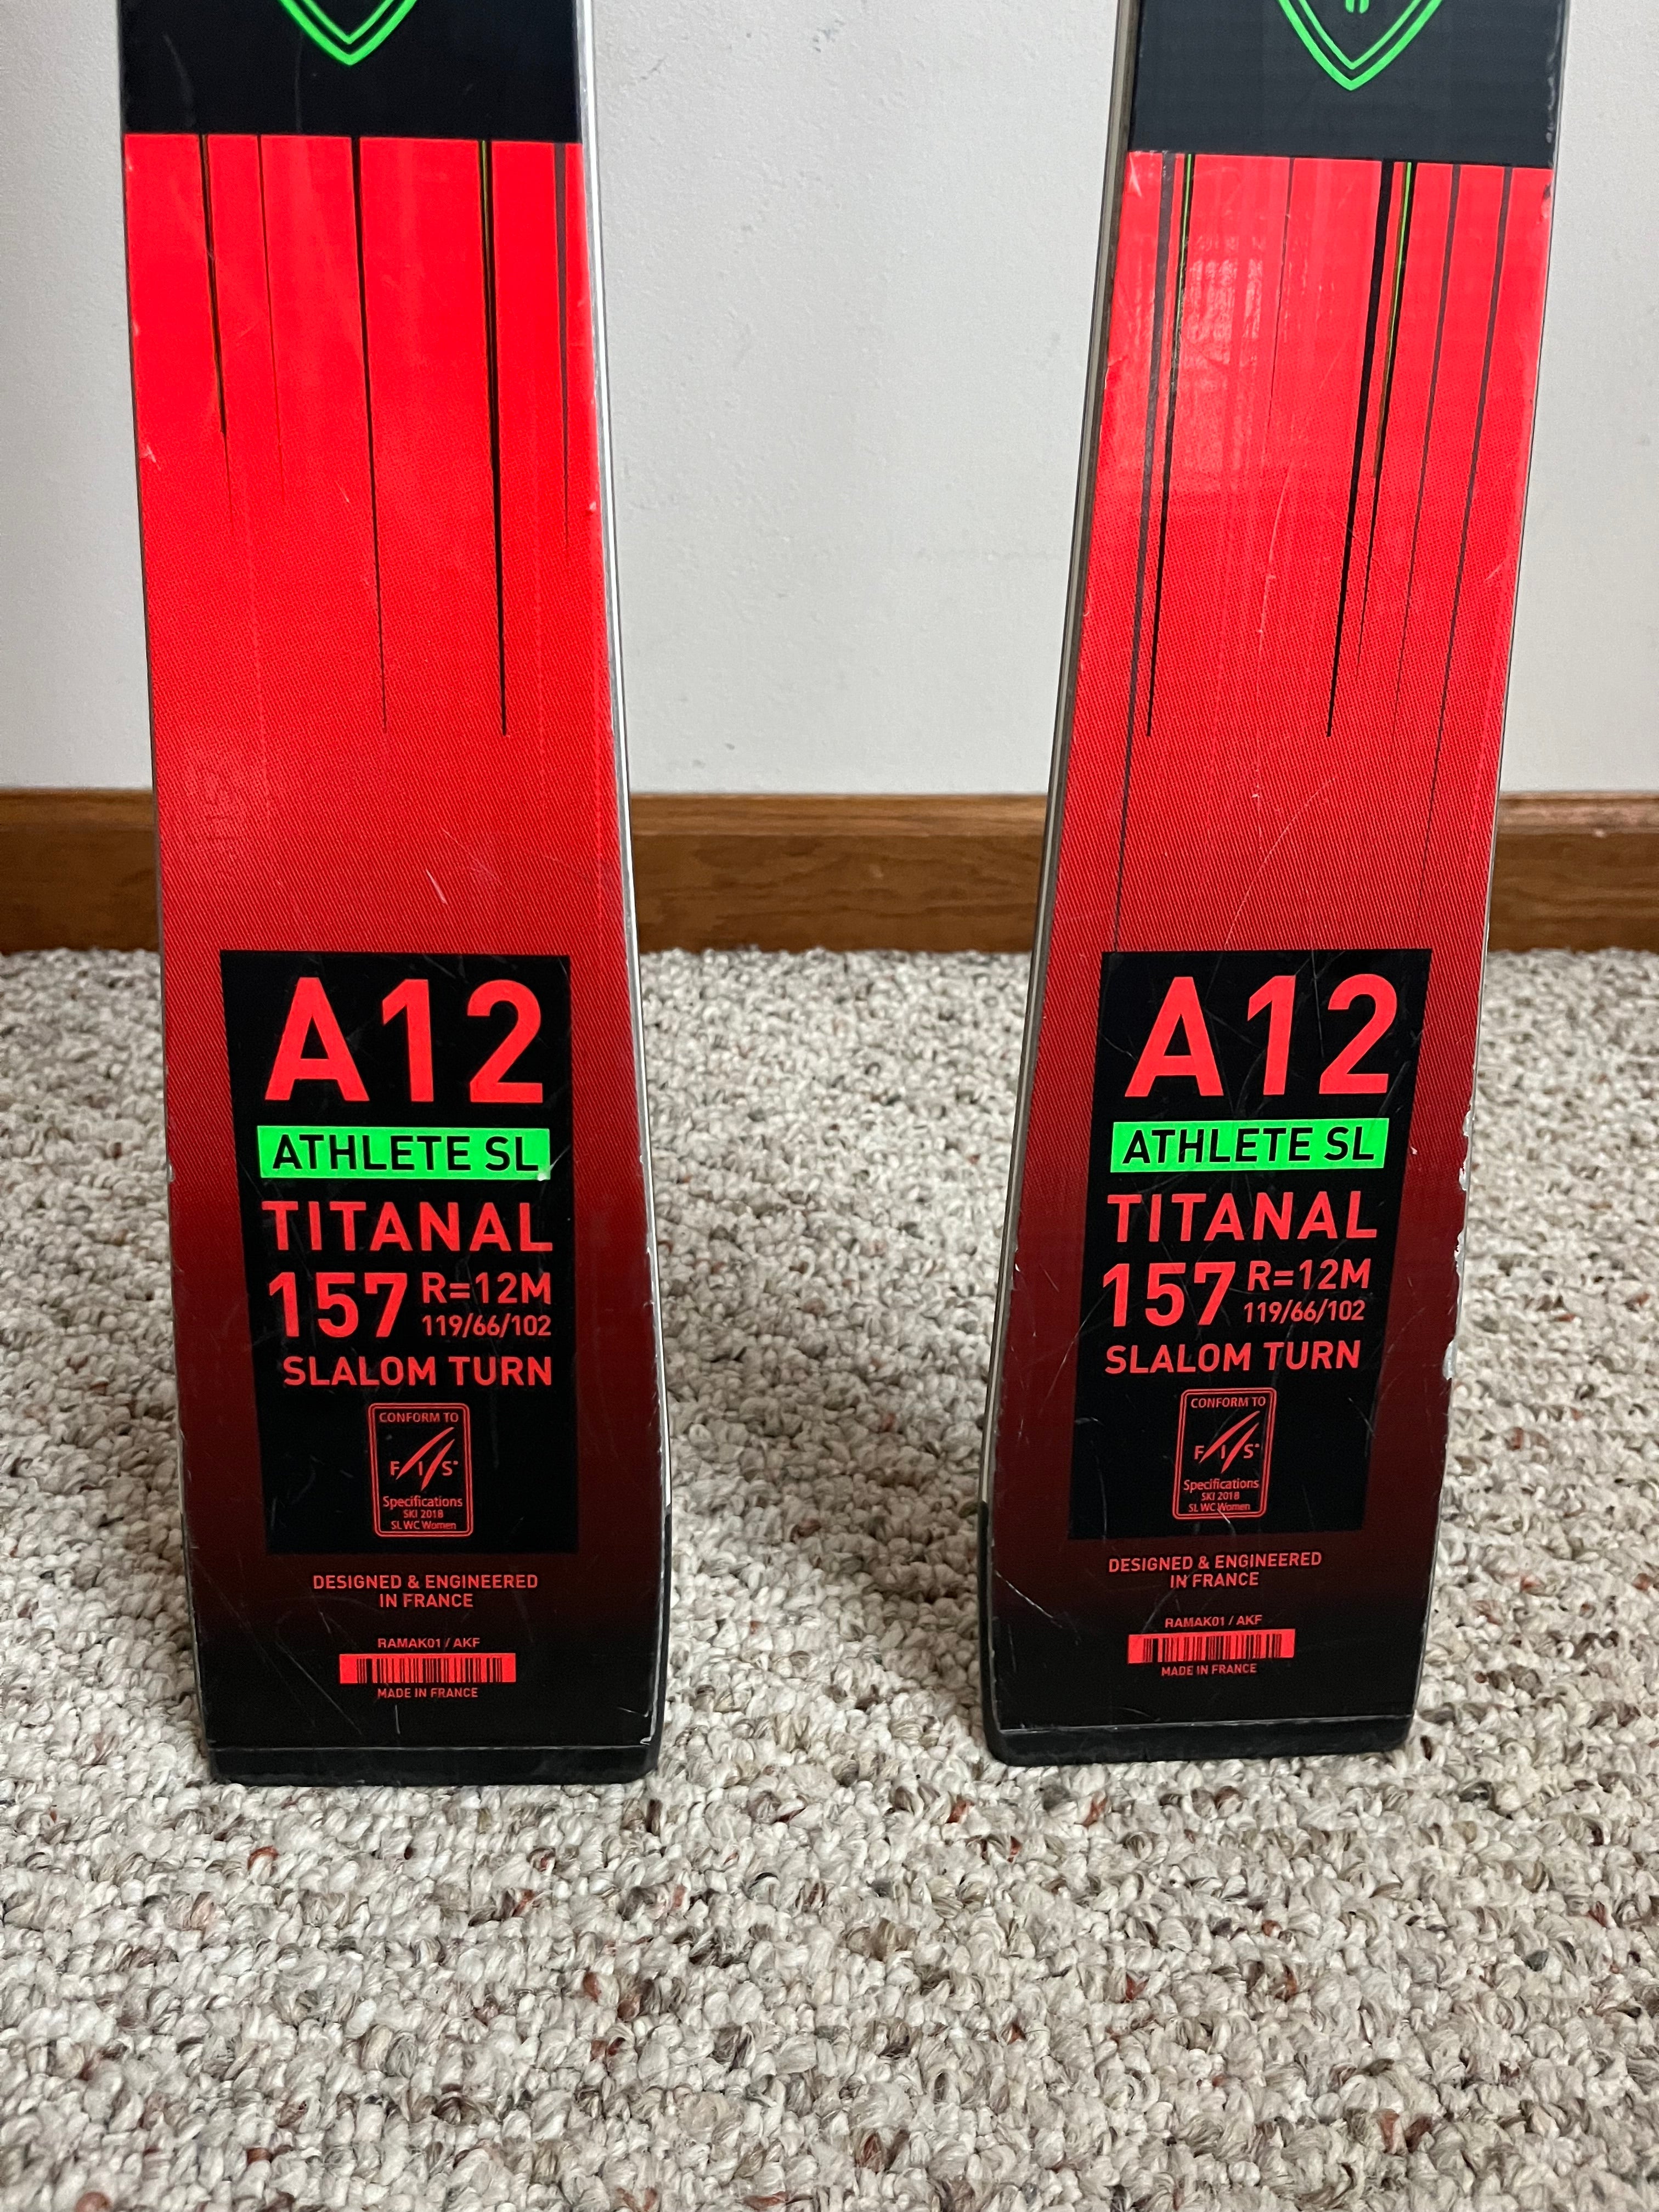 A12
ATHLETE SL
TITANAL
157 R=12M
119/66/102
SLALOM TURN
CONFORM TO
FIS
Specifications
SKI 2018
SL WC Women
DESIGNED & ENGINEERED
IN FRANCE
RAMAK01 / AKF
MADE IN FRANCE
A12
ATHLETE SL
TITANAL
157 R=12M
119/66/102
SLALOM TURN
CONFORM TO
FIS
Specifications
SKI 2018
SL WC Women
DESIGNED & ENGINEERED
IN FRANCE
RAMAK01 / AKF
MADE IN FRANCE